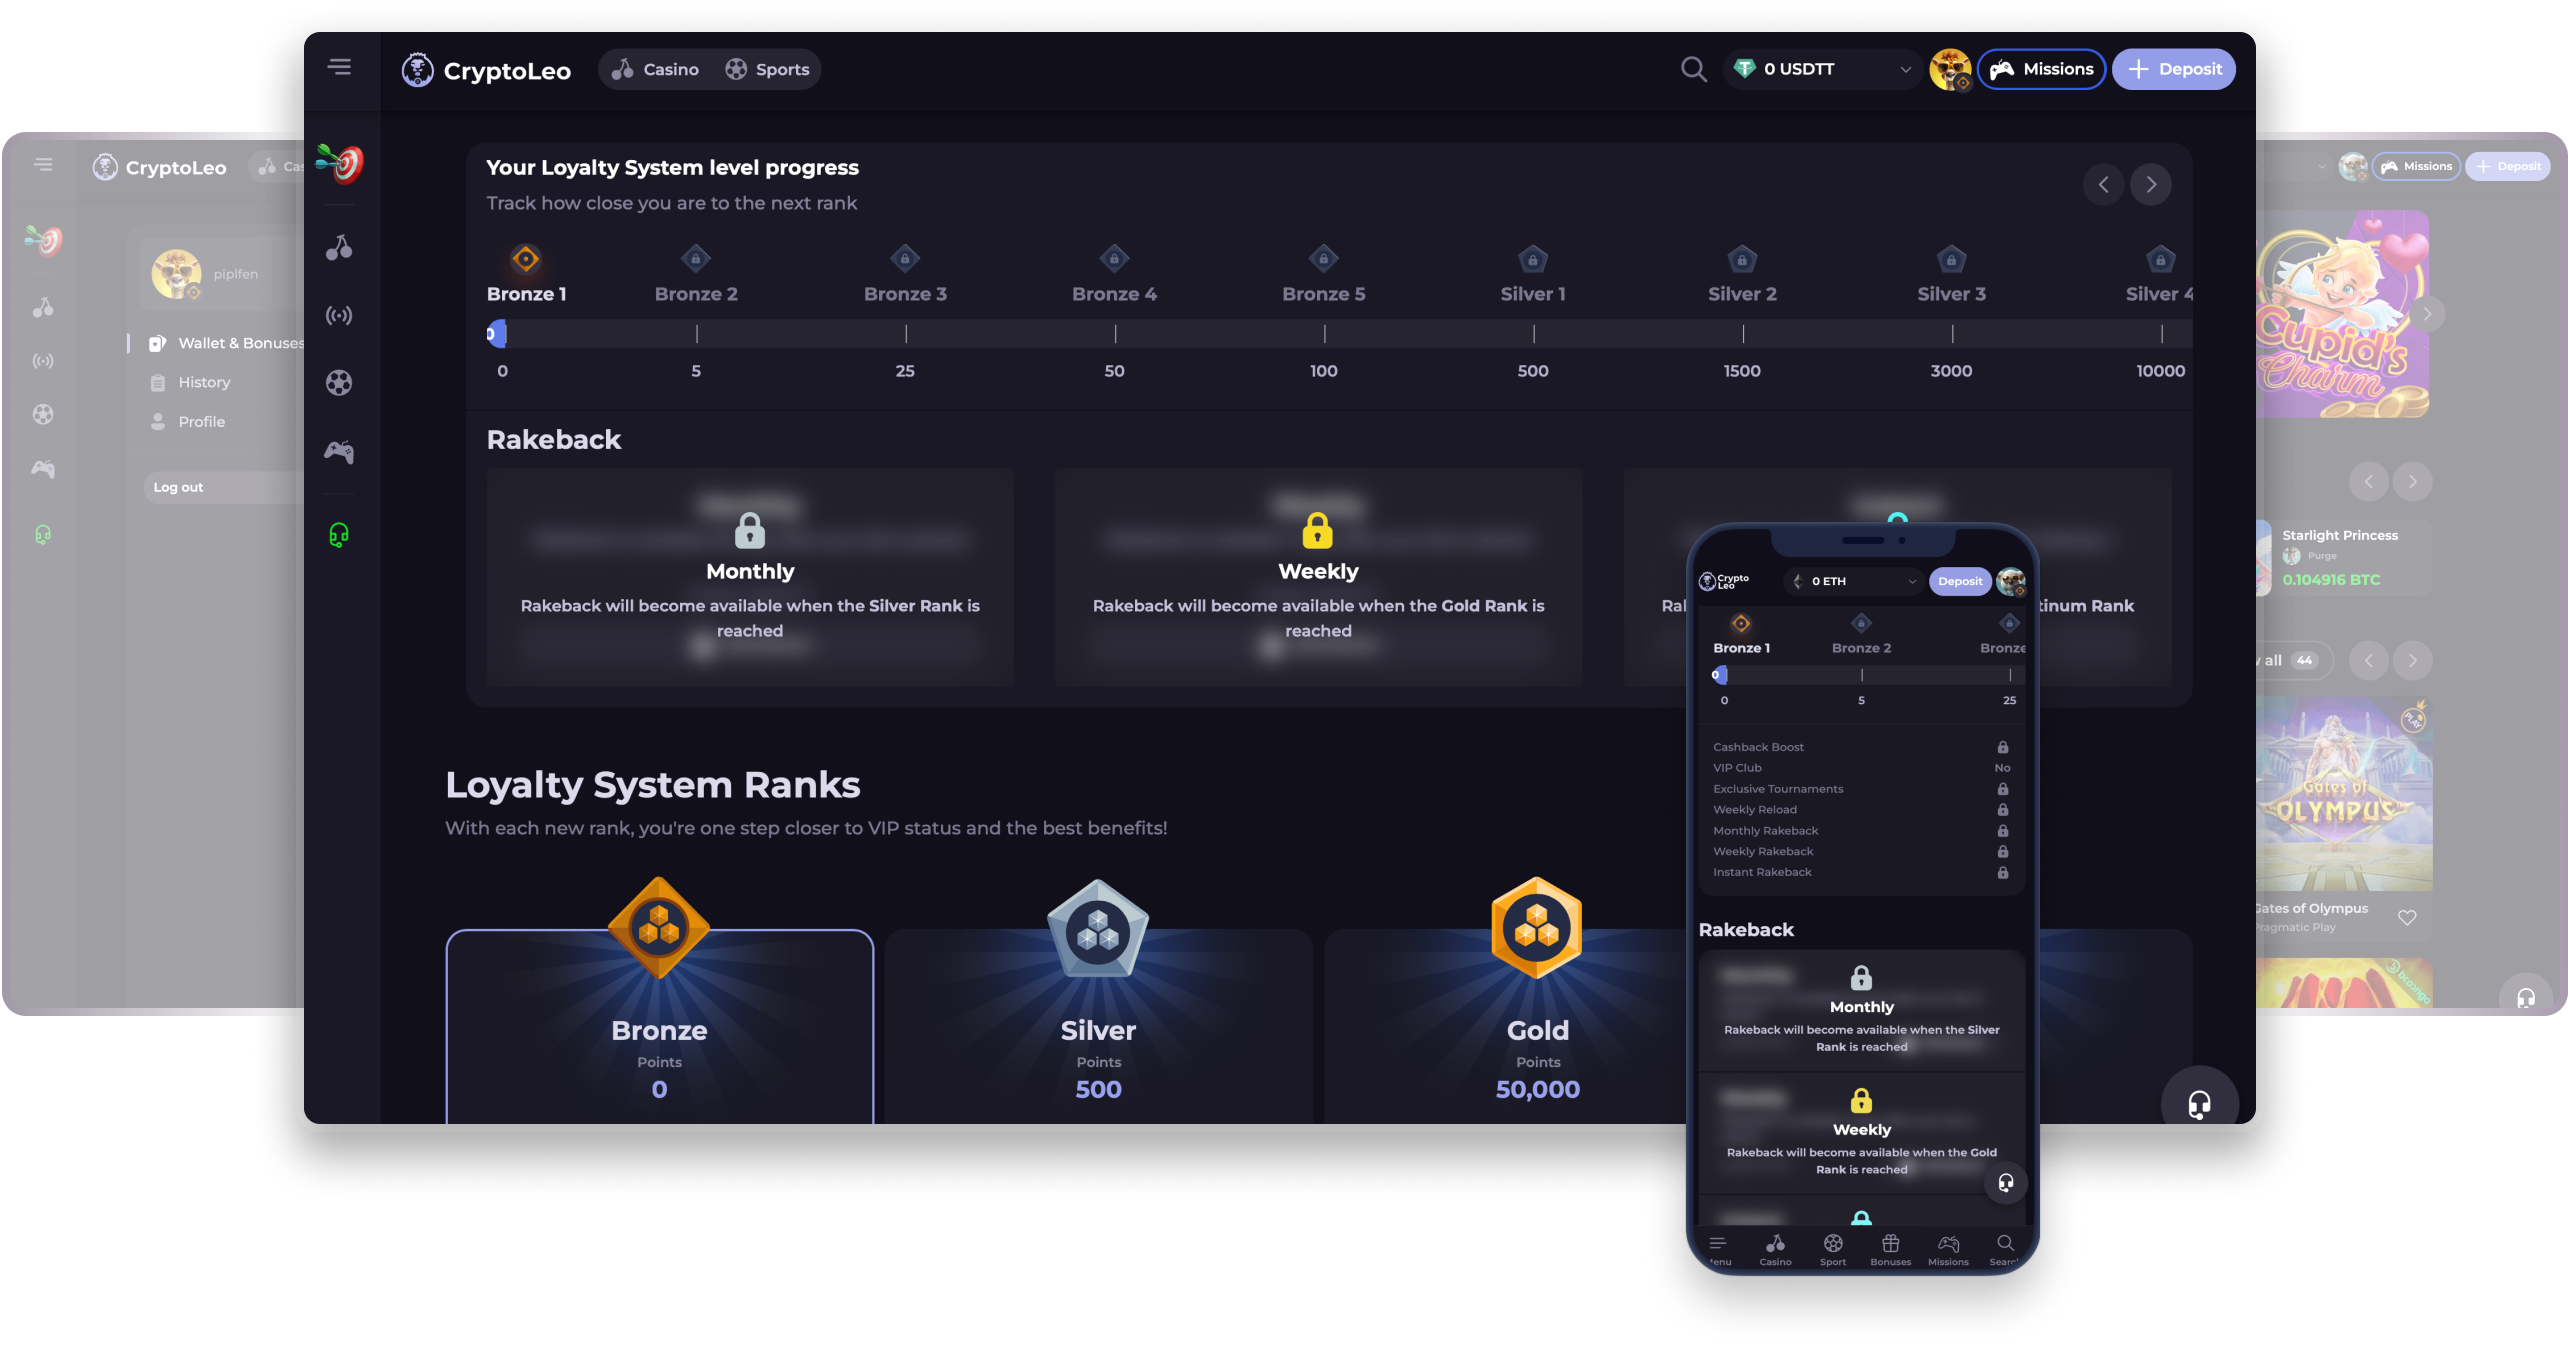 CryptoLeo
Casino
Sports
0 USDTT
Missions
Deposit
Your Loyalty System level progress
Track how close you are to the next rank
Bronze 1
Bronze 2
Bronze 3
Bronze 4
Bronze 5
Silver 1
Silver 2
Silver 3
Silver 4
0
0
5
25
50
100
500
1500
3000
10000
Rakeback
Monthly
Rakeback will become available when the Silver Rank is
reached
Weekly
Rakeback will become available when the Gold Rank is
reached
Loyalty System Ranks
With each new rank, you're one step closer to VIP status and the best benefits!
Bronze
Points
0
Silver
Points
500
Gold
Points
50,000
CryptoLeo
piplfen
Wallet & Bonuses
History
Profile
Log out
Missions
Deposit
Cupid's
Charm
Starlight Princess
Purge
0.104916 BTC
all 44
PLAY
Gates of
OLYMPUS
Gates of Olympus
Pragmatic Play
booongo
Crypto
Leo
0 ETH
Deposit
Bronze 1
Bronze 2
Bronze
0
0
5
25
Cashback Boost
VIP Club No
Exclusive Tournaments
Weekly Reload
Monthly Rakeback
Weekly Rakeback
Instant Rakeback
Rakeback
Monthly
Rakeback will become available when the Silver
Rank is reached
Weekly
Rakeback will become available when the Gold
Rank is reached
Casino
Sport
Bonuses
Missions
Rank